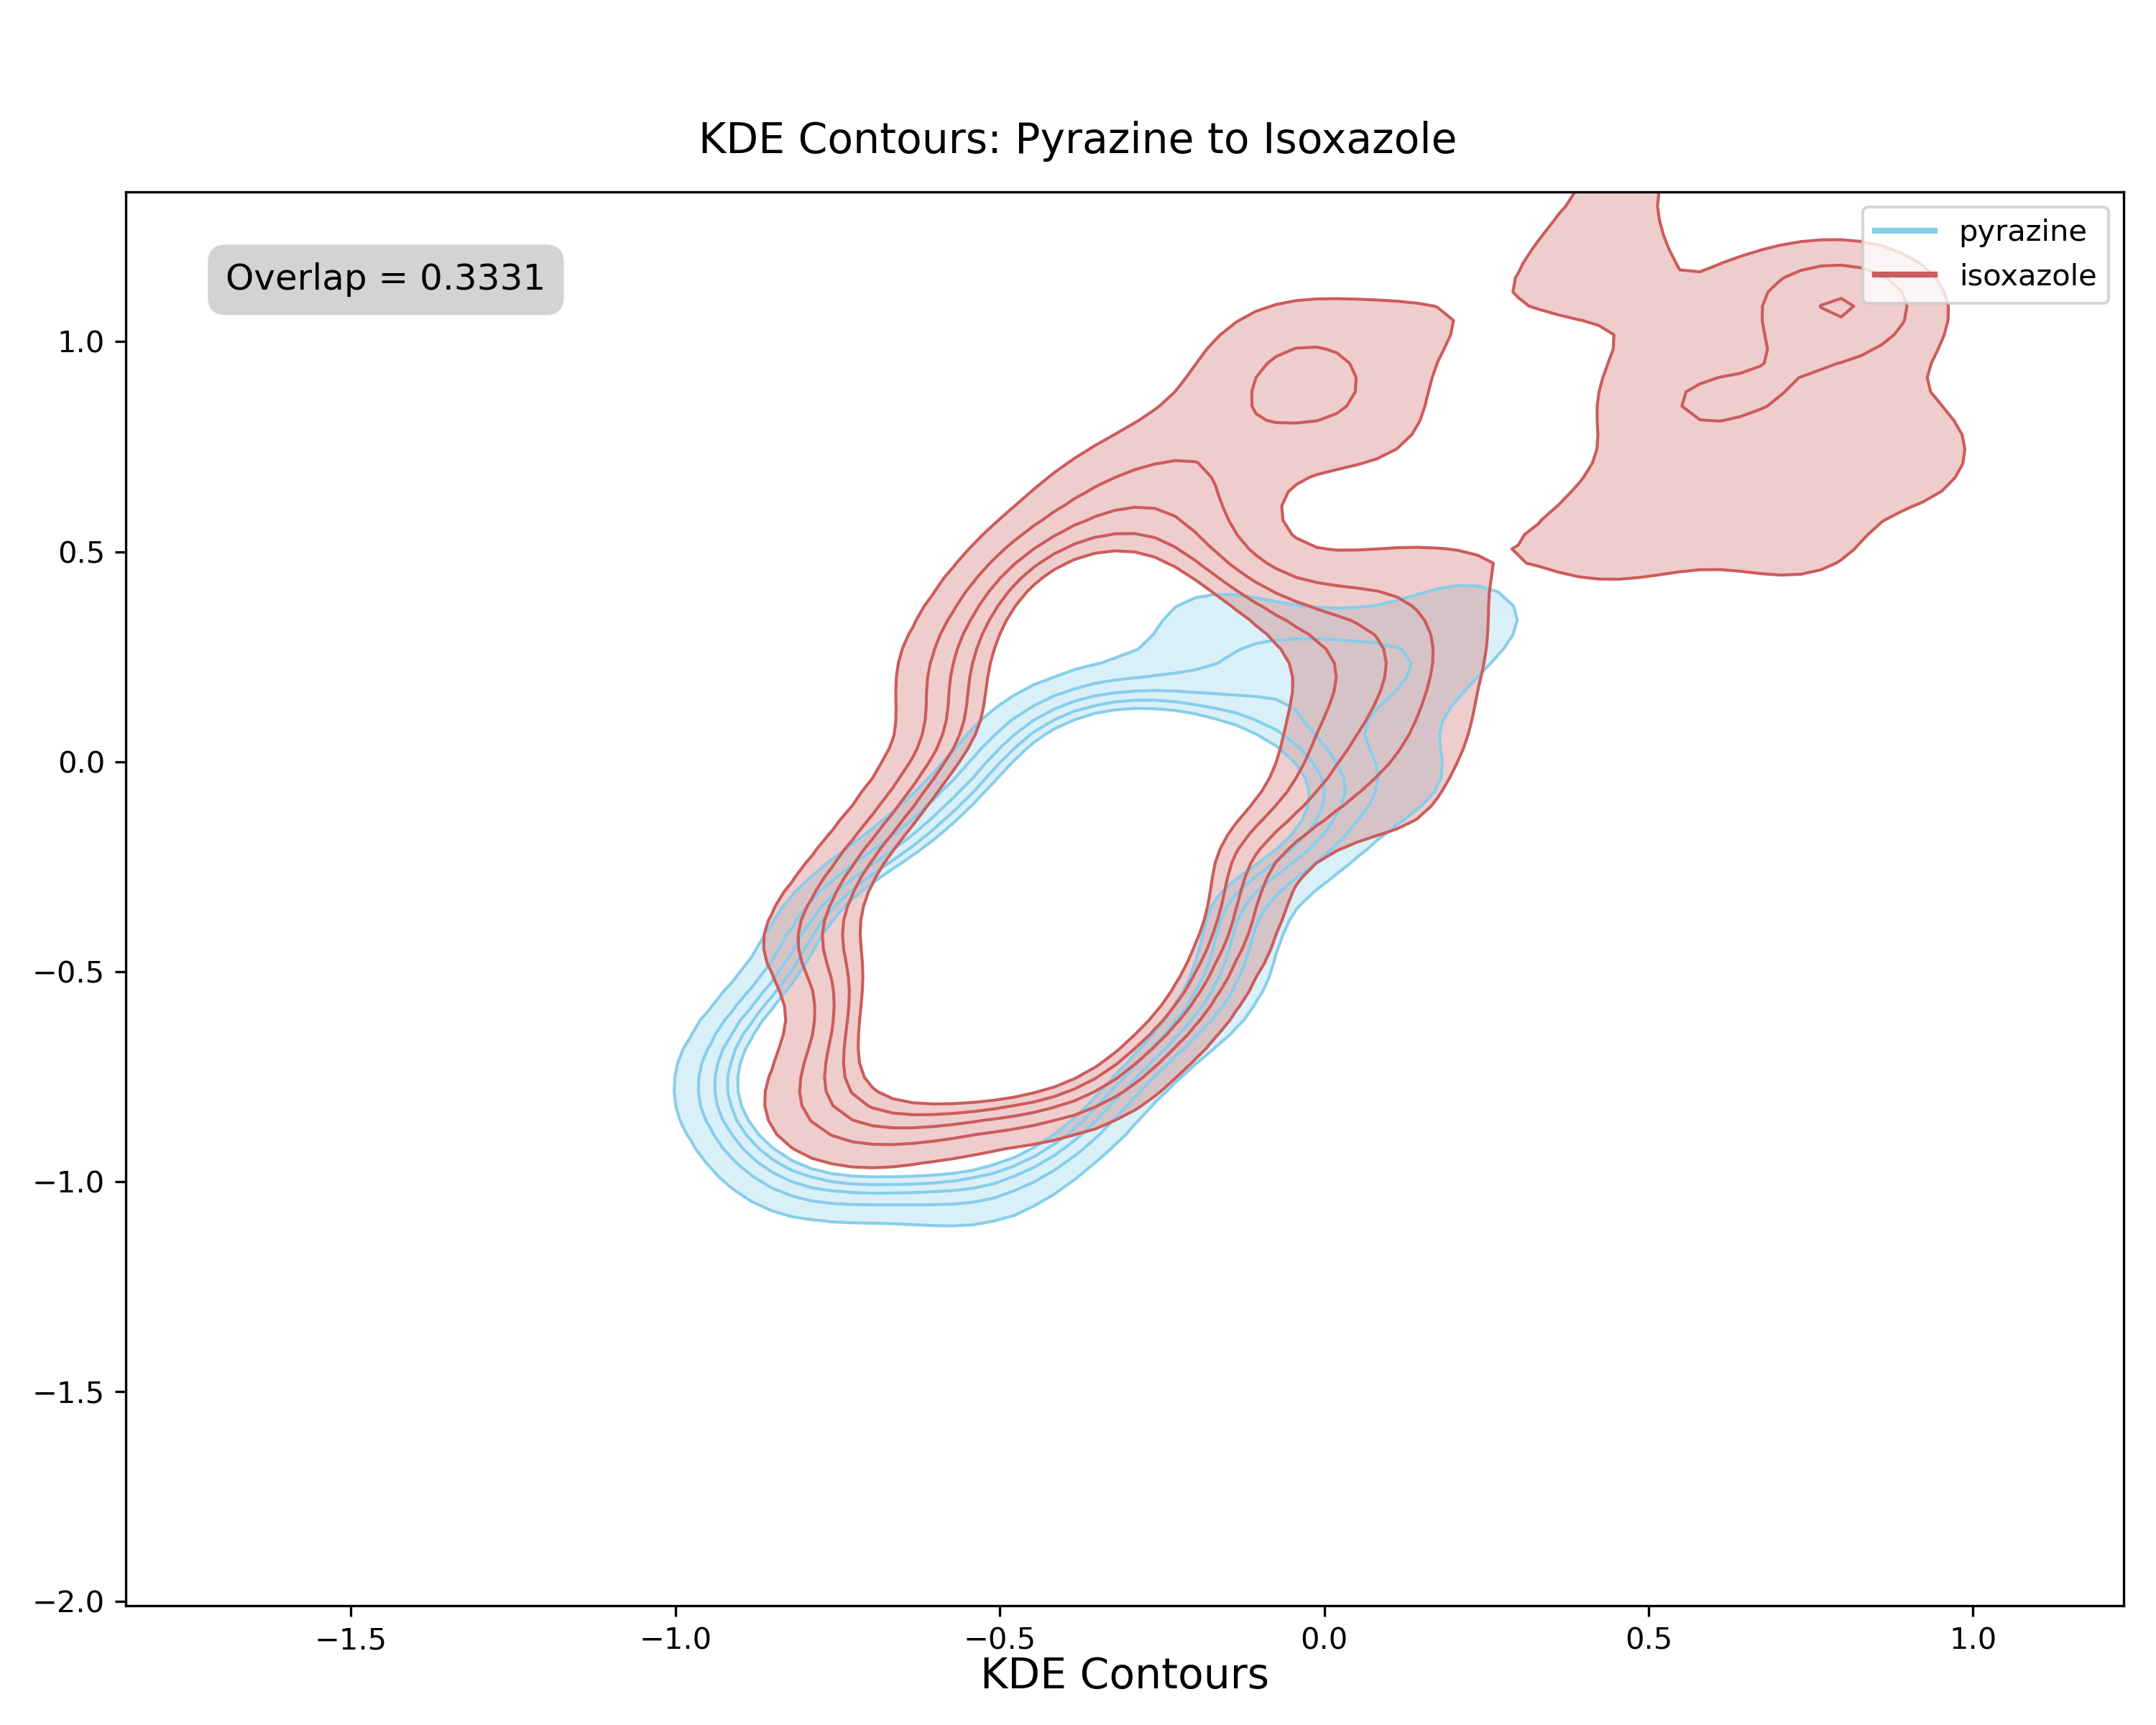 KDE Contours: Pyrazine to Isoxazole
Overlap = 0.3331
pyrazine
isoxazole
1.0
0.5
0.0
−0.5
−1.0
−1.5
−2.0
−1.5 −1.0 −0.5 0.0 0.5 1.0
KDE Contours